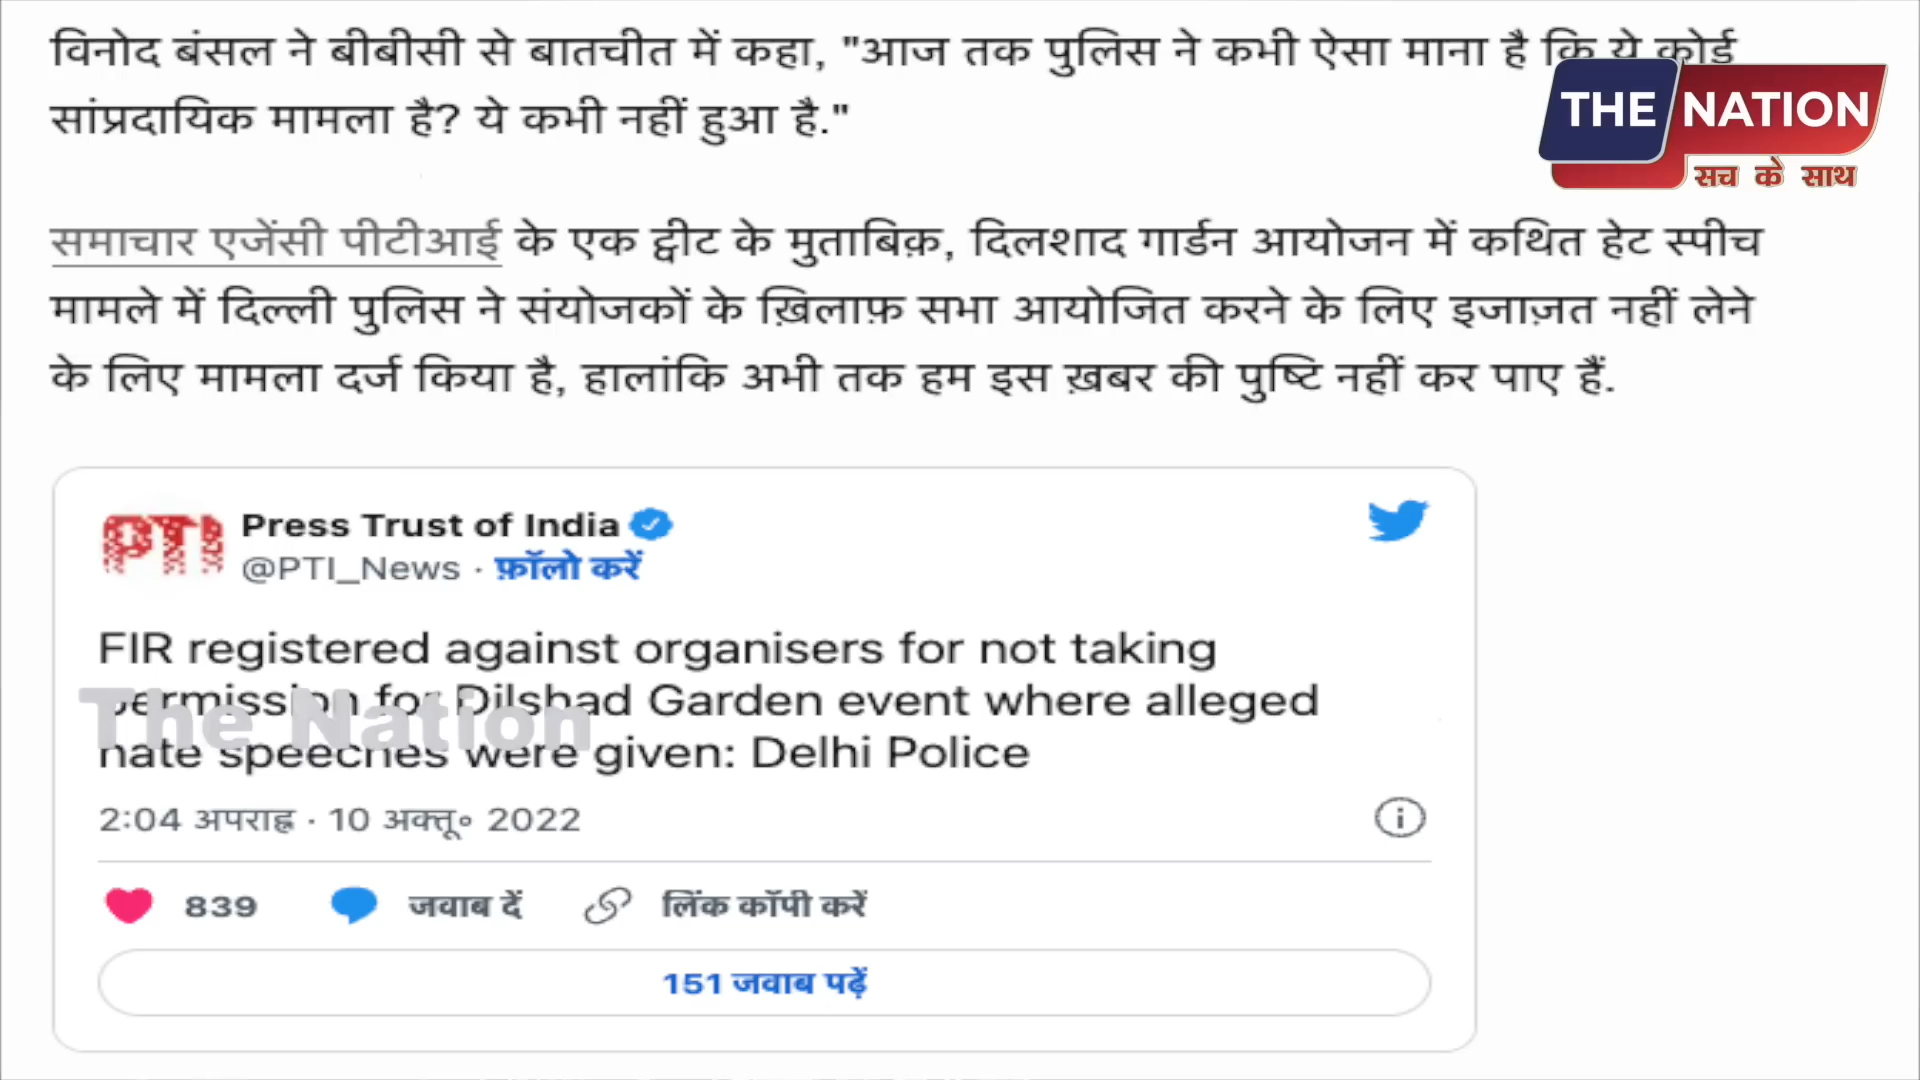 विनोद बंसल ने बीबीसी से बातचीत में कहा, "आज तक पुलिस ने कभी ऐसा माना है कि ये कोई
सांप्रदायिक मामला है? ये कभी नहीं हुआ है."
THE NATION
सच के साथ
समाचार एजेंसी पीटीआई के एक ट्वीट के मुताबिक़, दिलशाद गार्डन आयोजन में कथित हेट स्पीच
मामले में दिल्ली पुलिस ने संयोजकों के ख़िलाफ़ सभा आयोजित करने के लिए इजाज़त नहीं लेने
के लिए मामला दर्ज किया है, हालांकि अभी तक हम इस ख़बर की पुष्टि नहीं कर पाए हैं.
PTI
Press Trust of India
@PTI_News · फ़ॉलो करें
FIR registered against organisers for not taking
permission for Dilshad Garden event where alleged
hate speeches were given: Delhi Police
The Nation
2:04 अपराह्न · 10 अक्तू॰ 2022
839 जवाब दें लिंक कॉपी करें
151 जवाब पढ़ें